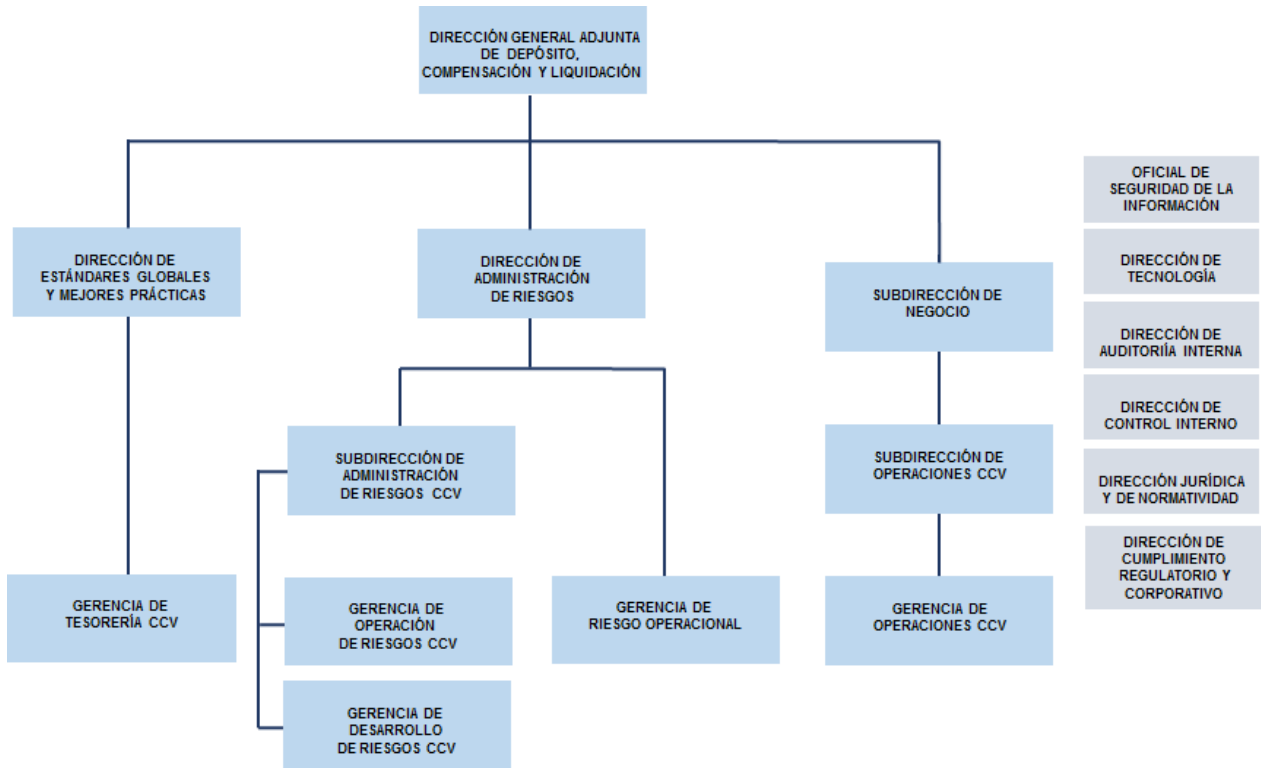 DIRECCIÓN GENERAL ADJUNTA
DE DEPÓSITO,
COMPENSACIÓN Y LIQUIDACIÓN
DIRECCIÓN DE
ESTÁNDARES GLOBALES
Y MEJORES PRÁCTICAS
DIRECCIÓN DE
ADMINISTRACIÓN
DE RIESGOS
SUBDIRECCIÓN DE
NEGOCIO
SUBDIRECCIÓN DE
ADMINISTRACIÓN
DE RIESGOS CCV
SUBDIRECCIÓN DE
OPERACIONES CCV
GERENCIA DE
TESORERÍA CCV
GERENCIA DE
OPERACIÓN
DE RIESGOS CCV
GERENCIA DE
RIESGO OPERACIONAL
GERENCIA DE
OPERACIONES CCV
GERENCIA DE
DESARROLLO
DE RIESGOS CCV
OFICIAL DE
SEGURIDAD DE LA
INFORMACIÓN
DIRECCIÓN DE
TECNOLOGÍA
DIRECCIÓN DE
AUDITORIÍA INTERNA
DIRECCIÓN DE
CONTROL INTERNO
DIRECCIÓN JURÍDICA
Y DE NORMATIVIDAD
DIRECCIÓN DE
CUMPLIMIENTO
REGULATORIO Y
CORPORATIVO